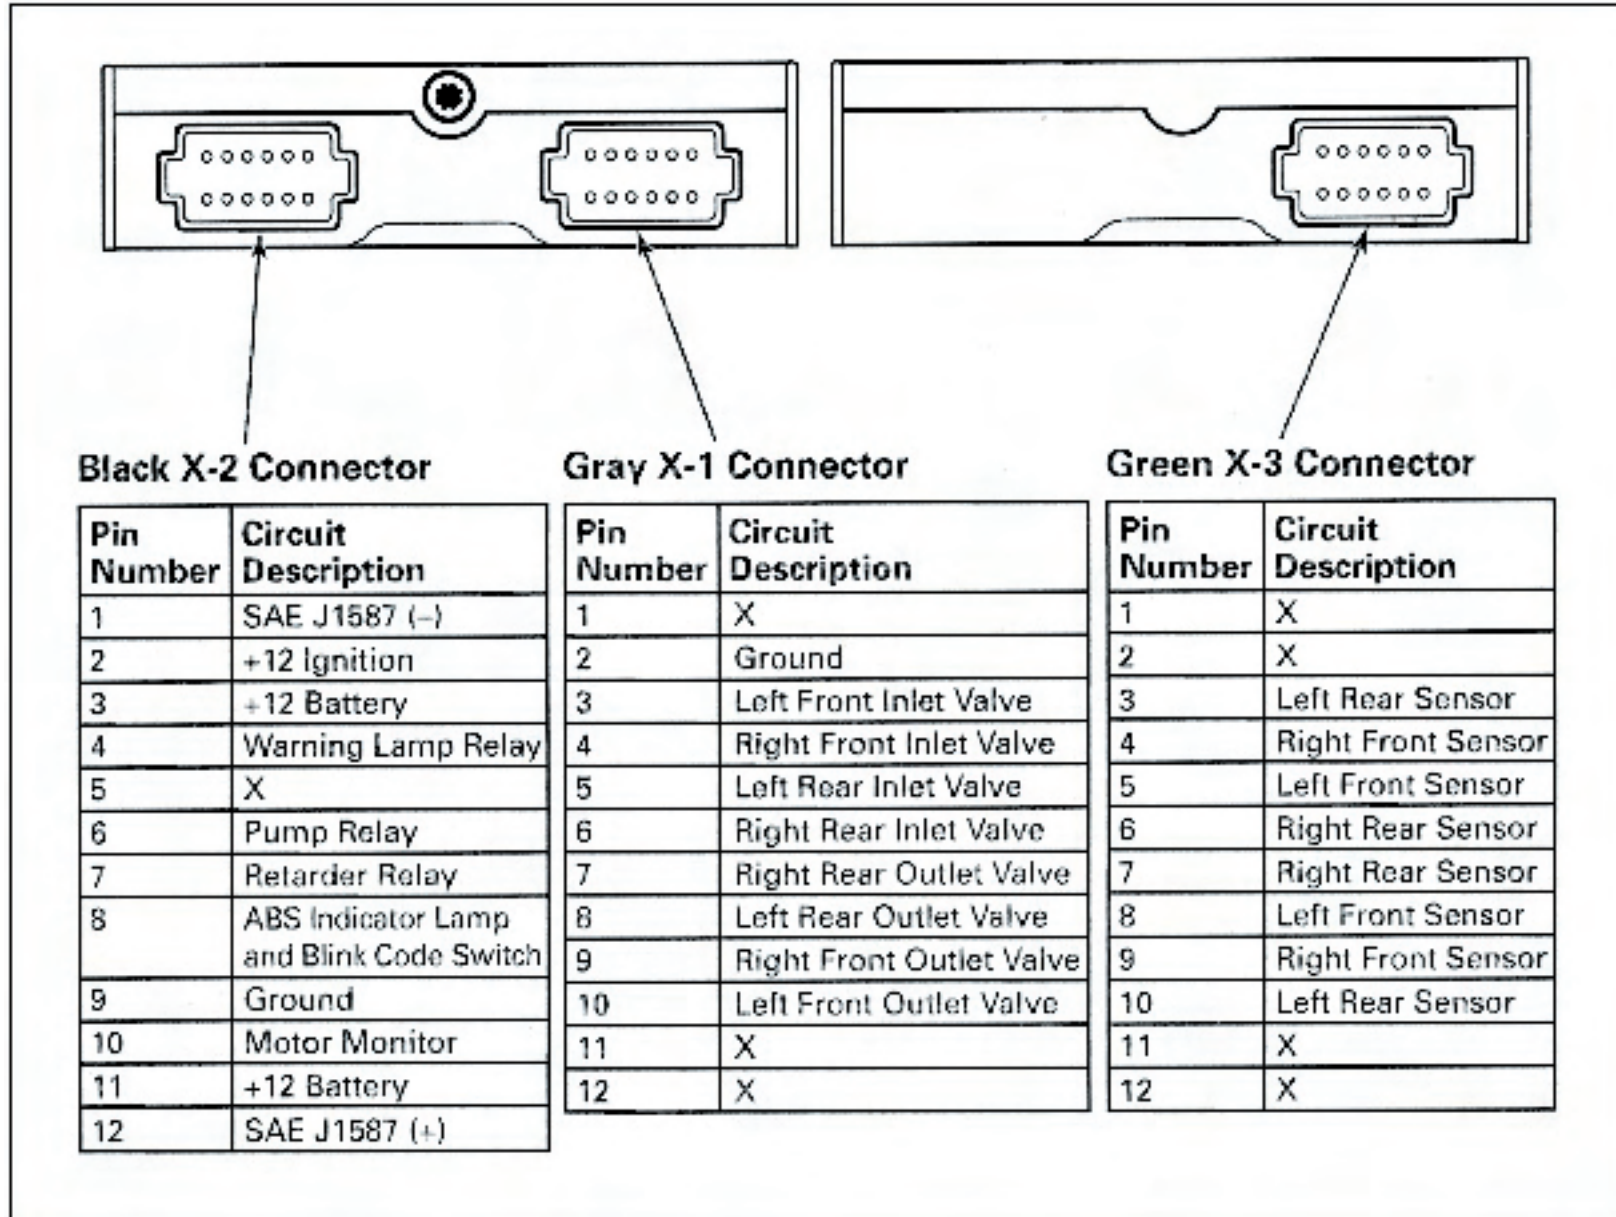 Black X-2 Connector
Pin Number Circuit Description
1 SAE J1587 (–)
2 +12 Ignition
3 +12 Battery
4 Warning Lamp Relay
5 X
6 Pump Relay
7 Retarder Relay
8 ABS Indicator Lamp
and Blink Code Switch
9 Ground
10 Motor Monitor
11 +12 Battery
12 SAE J1587 (+)
Gray X-1 Connector
Pin Number Circuit Description
1 X
2 Ground
3 Left Front Inlet Valve
4 Right Front Inlet Valve
5 Left Rear Inlet Valve
6 Right Rear Inlet Valve
7 Right Rear Outlet Valve
8 Left Rear Outlet Valve
9 Right Front Outlet Valve
10 Left Front Outlet Valve
11 X
12 X
Green X-3 Connector
Pin Number Circuit Description
1 X
2 X
3 Left Rear Sensor
4 Right Front Sensor
5 Left Front Sensor
6 Right Rear Sensor
7 Right Rear Sensor
8 Left Front Sensor
9 Right Front Sensor
10 Left Rear Sensor
11 X
12 X